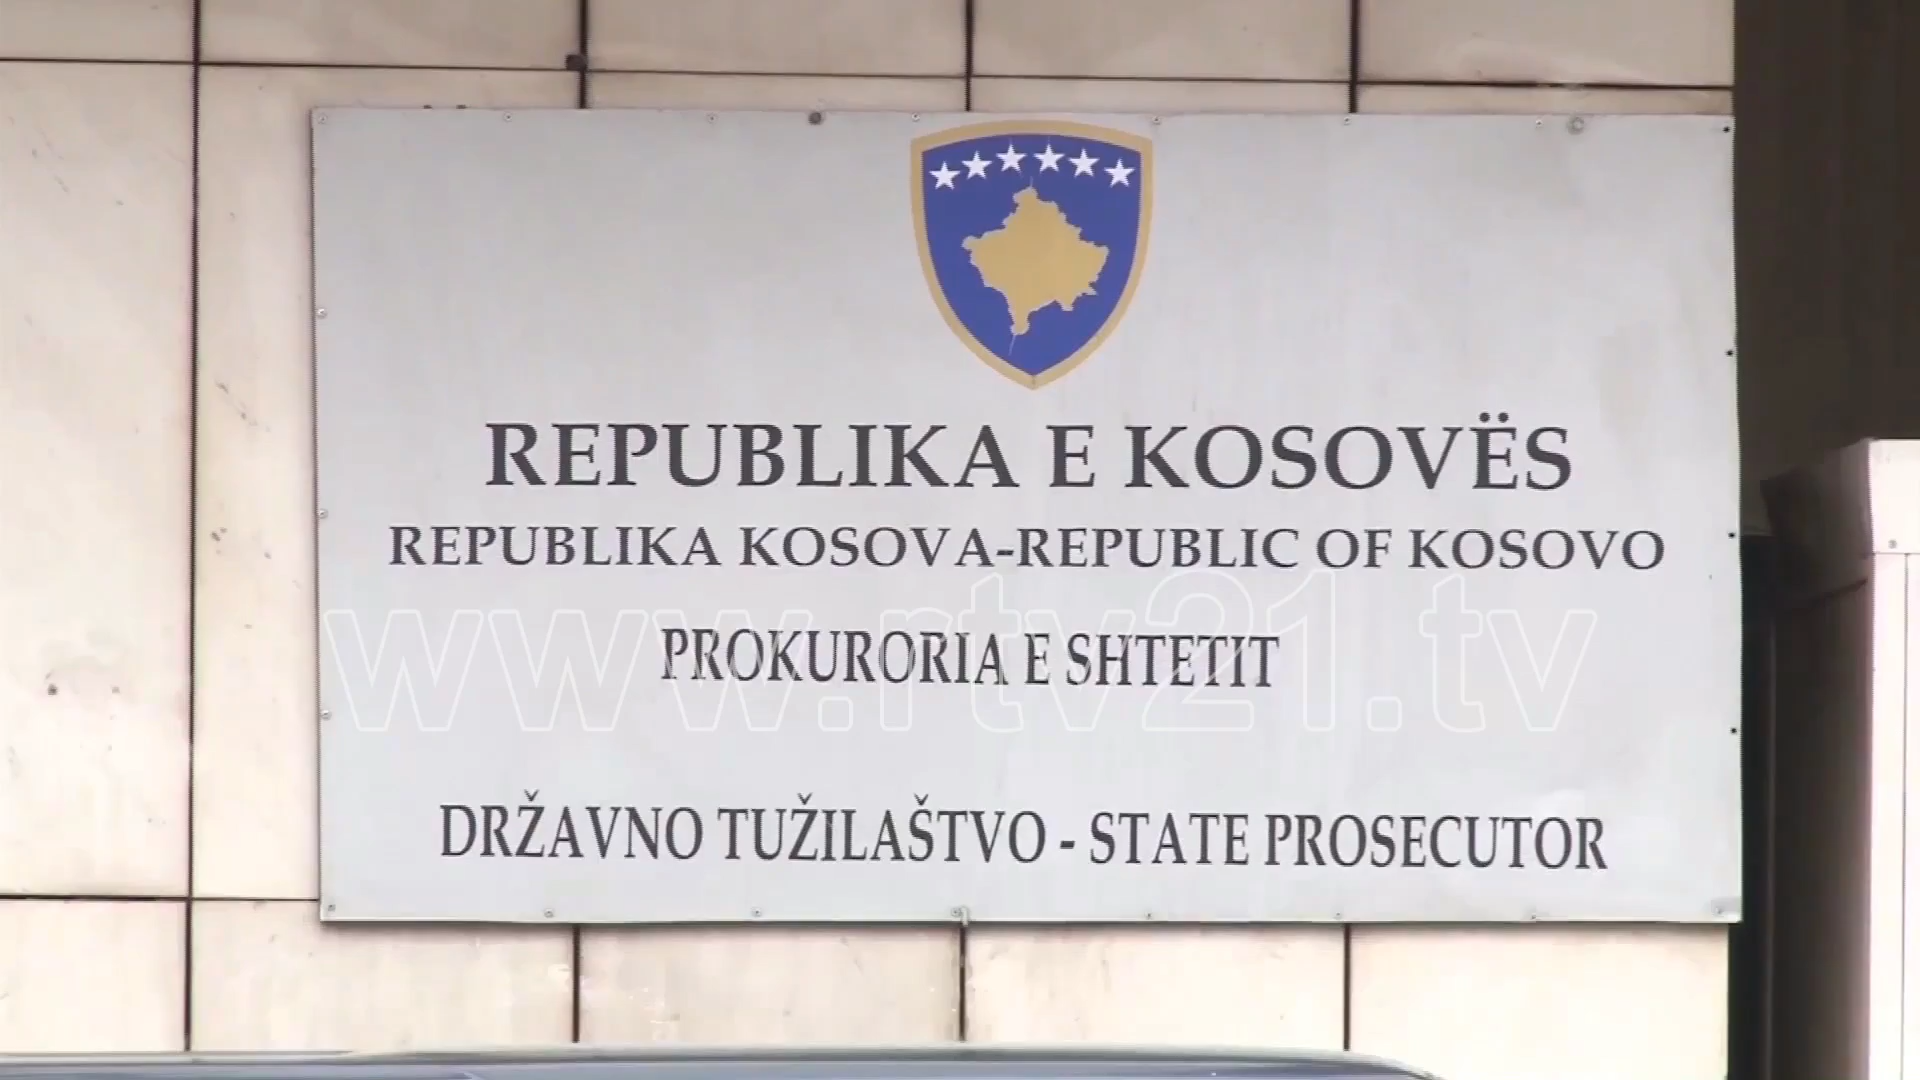 REPUBLIKA E KOSOVËS
REPUBLIKA KOSOVA-REPUBLIC OF KOSOVO
www.rtv21.tv
PROKURORIA E SHTETIT
DRŽAVNO TUŽILAŠTVO - STATE PROSECUTOR